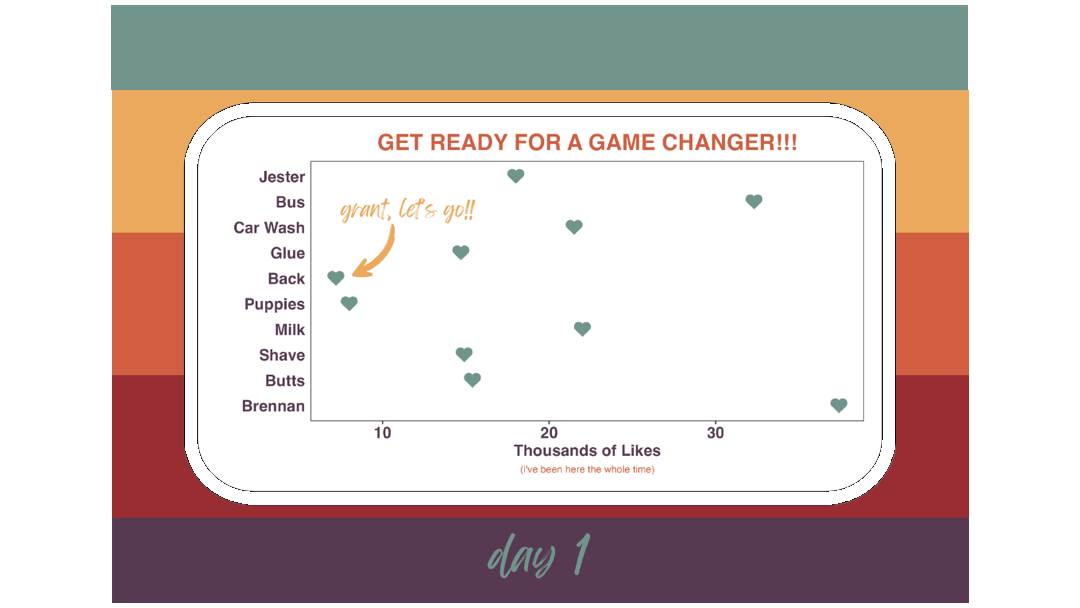 GET READY FOR A GAME CHANGER!!!
Jester
Bus
grant, let's go!!
Car Wash
Glue
Back
Puppies
Milk
Shave
Butts
Brennan
10 20 30
Thousands of Likes
(i've been here the whole time)
day 1